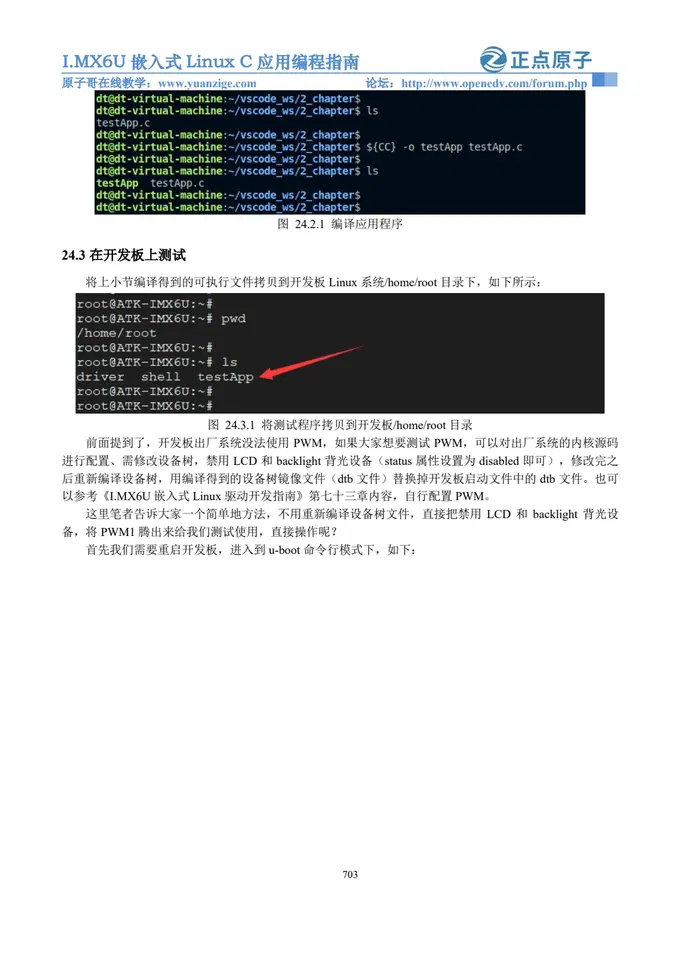 I.MX6U 嵌入式 Linux C 应用编程指南
正点原子
原子哥在线教学：www.yuanzige.com 论坛：http://www.openedv.com/forum.php
dt@dt-virtual-machine:~/vscode_ws/2_chapter$
dt@dt-virtual-machine:~/vscode_ws/2_chapter$ ls
testApp.c
dt@dt-virtual-machine:~/vscode_ws/2_chapter$
dt@dt-virtual-machine:~/vscode_ws/2_chapter$ ${CC} -o testApp testApp.c
dt@dt-virtual-machine:~/vscode_ws/2_chapter$
dt@dt-virtual-machine:~/vscode_ws/2_chapter$ ls
testApp testApp.c
dt@dt-virtual-machine:~/vscode_ws/2_chapter$
dt@dt-virtual-machine:~/vscode_ws/2_chapter$
图 24.2.1 编译应用程序
24.3 在开发板上测试
将上小节编译得到的可执行文件拷贝到开发板 Linux 系统/home/root 目录下，如下所示：
root@ATK-IMX6U:~#
root@ATK-IMX6U:~# pwd
/home/root
root@ATK-IMX6U:~#
root@ATK-IMX6U:~# ls
driver shell testApp
root@ATK-IMX6U:~#
root@ATK-IMX6U:~#
图 24.3.1 将测试程序拷贝到开发板/home/root 目录
前面提到了，开发板出厂系统没法使用 PWM，如果大家想要测试 PWM，可以对出厂系统的内核源码
进行配置、需修改设备树，禁用 LCD 和 backlight 背光设备（status 属性设置为 disabled 即可），修改完之
后重新编译设备树，用编译得到的设备树镜像文件（dtb 文件）替换掉开发板启动文件中的 dtb 文件。也可
以参考《I.MX6U 嵌入式 Linux 驱动开发指南》第七十三章内容，自行配置 PWM。
这里笔者告诉大家一个简单地方法，不用重新编译设备树文件，直接把禁用 LCD 和 backlight 背光设
备，将 PWM1 腾出来给我们测试使用，直接操作呢？
首先我们需要重启开发板，进入到 u-boot 命令行模式下，如下：
703